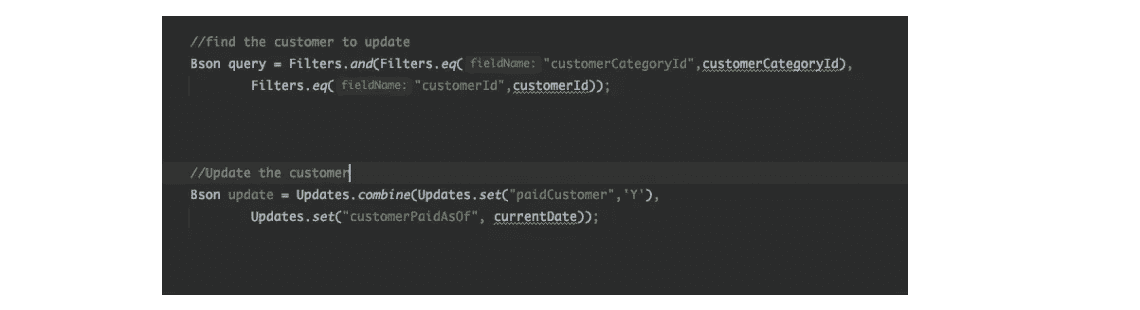 //find the customer to update
Bson query = Filters.and(Filters.eq( fieldName: "customerCategoryId",customerCategoryId),
Filters.eq( fieldName: "customerId",customerId));
//Update the customer
Bson update = Updates.combine(Updates.set("paidCustomer",'Y'),
Updates.set("customerPaidAsOf", currentDate));